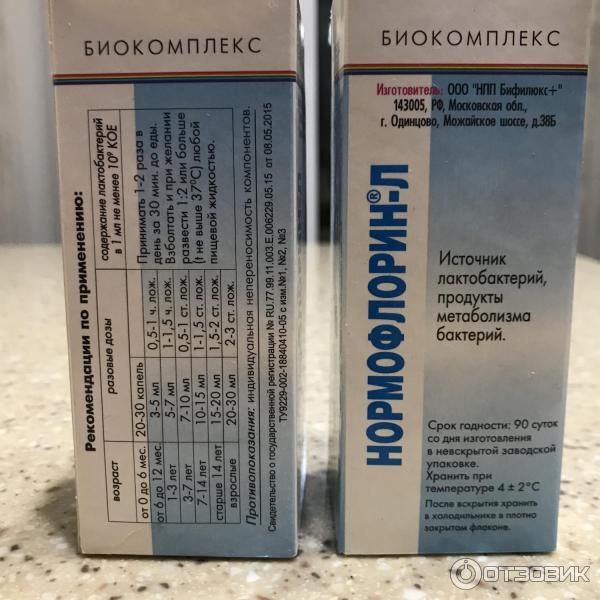 БИОКОМПЛЕКС
Рекомендации по применению:
возраст разовые дозы содержание лактобактерий
в 1 мл не менее 10⁹ КОЕ
от 0 до 6 мес. 20-30 капель
от 6 до 12 мес. 3-5 мл 0,5-1 ч. лож.
1-3 лет 5-7 мл 1-1,5 ч. лож.
3-7 лет 7-10 мл 0,5-1 ст. лож.
7-14 лет 10-15 мл 1-1,5 ст. лож.
старше 14 лет 15-20 мл 1,5-2 ст. лож.
взрослые 20-30 мл 2-3 ст. лож.
Принимать 1-2 раза в
день за 30 мин. до еды.
Взболтать и при желании
развести 1:2 или больше
(t не выше 37°C) любой
пищевой жидкостью.
Противопоказания: индивидуальная непереносимость компонентов.
Свидетельство о государственной регистрации № RU.77.99.11.003.Е.006229.05.15 от 08.05.2015
ТУ9229-002-18840410-05 с изм.№1, №2, №3
БИОКОМПЛЕКС
Изготовитель: ООО "НПП Бифилюкс+"
143005, РФ, Московская обл.,
г. Одинцово, Можайское шоссе, д.38Б
НОРМОФЛОРИН®-Л
Источник
лактобактерий,
продукты
метаболизма
бактерий.
Срок годности: 90 суток
со дня изготовления
в невскрытой заводской
упаковке.
Хранить при
температуре 4 ± 2°C
После вскрытия хранить
в холодильнике в плотно
закрытом флаконе.
ОТЗОВИК